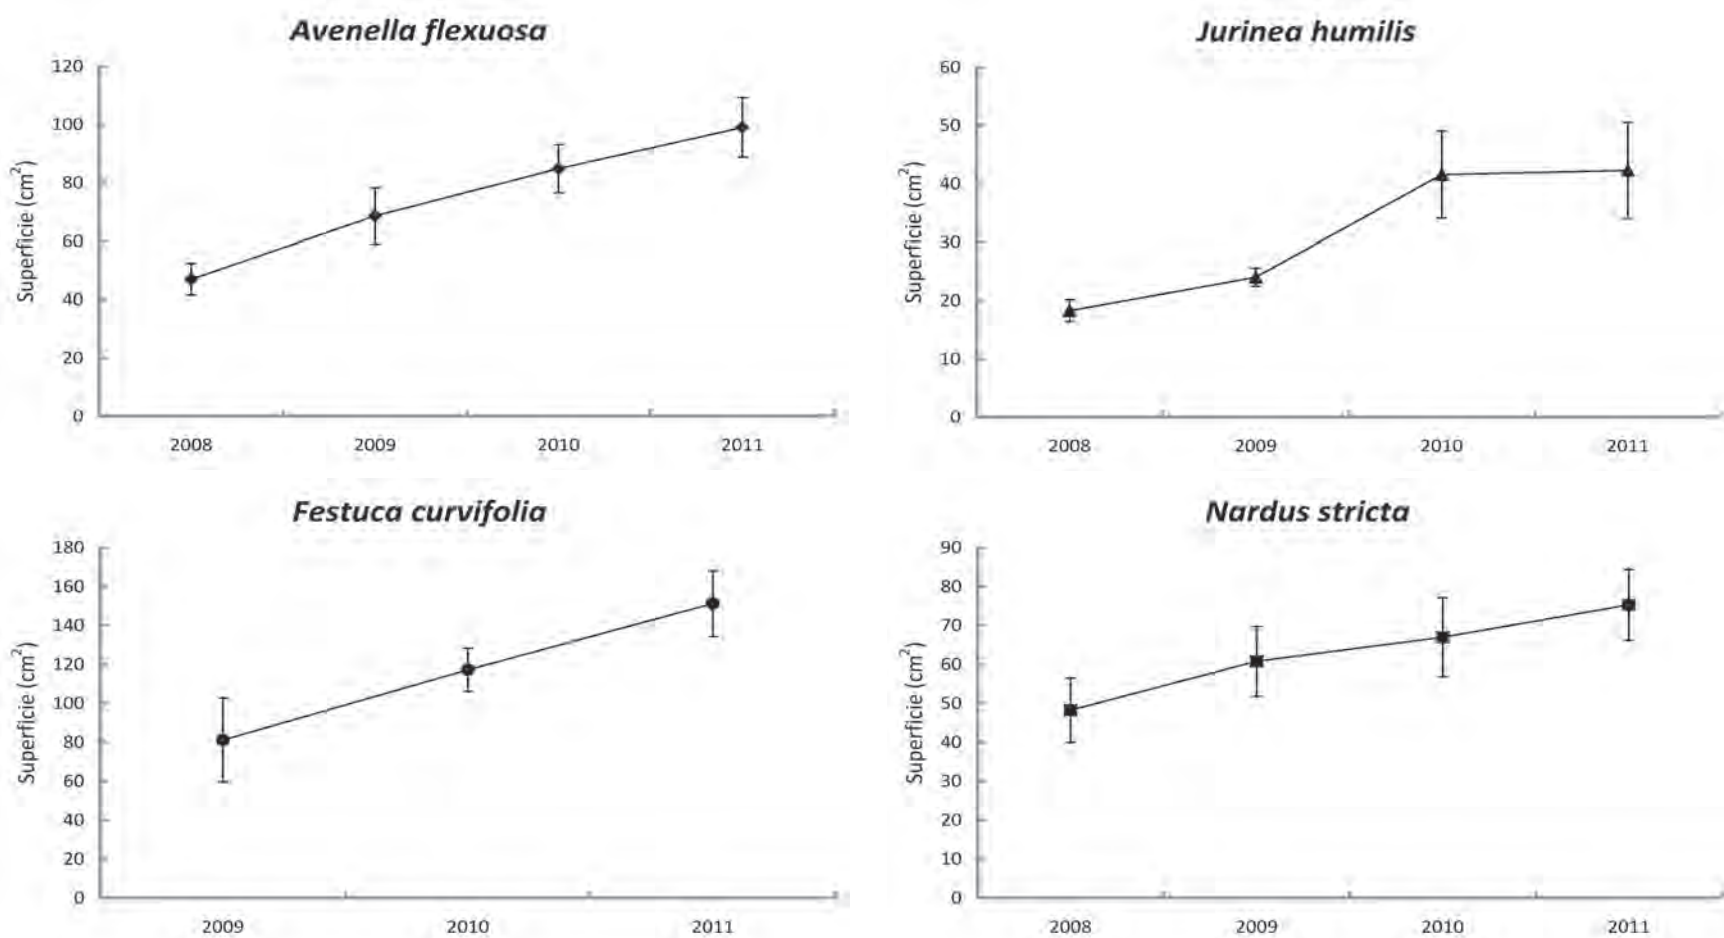 Avenella flexuosa
Superficie (cm²)
120
100
80
60
40
20
0
2008 2009 2010 2011
Jurinea humilis
Superficie (cm²)
60
50
40
30
20
10
0
2008 2009 2010 2011
Festuca curvifolia
Superficie (cm²)
180
160
140
120
100
80
60
40
20
0
2009 2010 2011
Nardus stricta
Superficie (cm²)
90
80
70
60
50
40
30
20
10
0
2008 2009 2010 2011